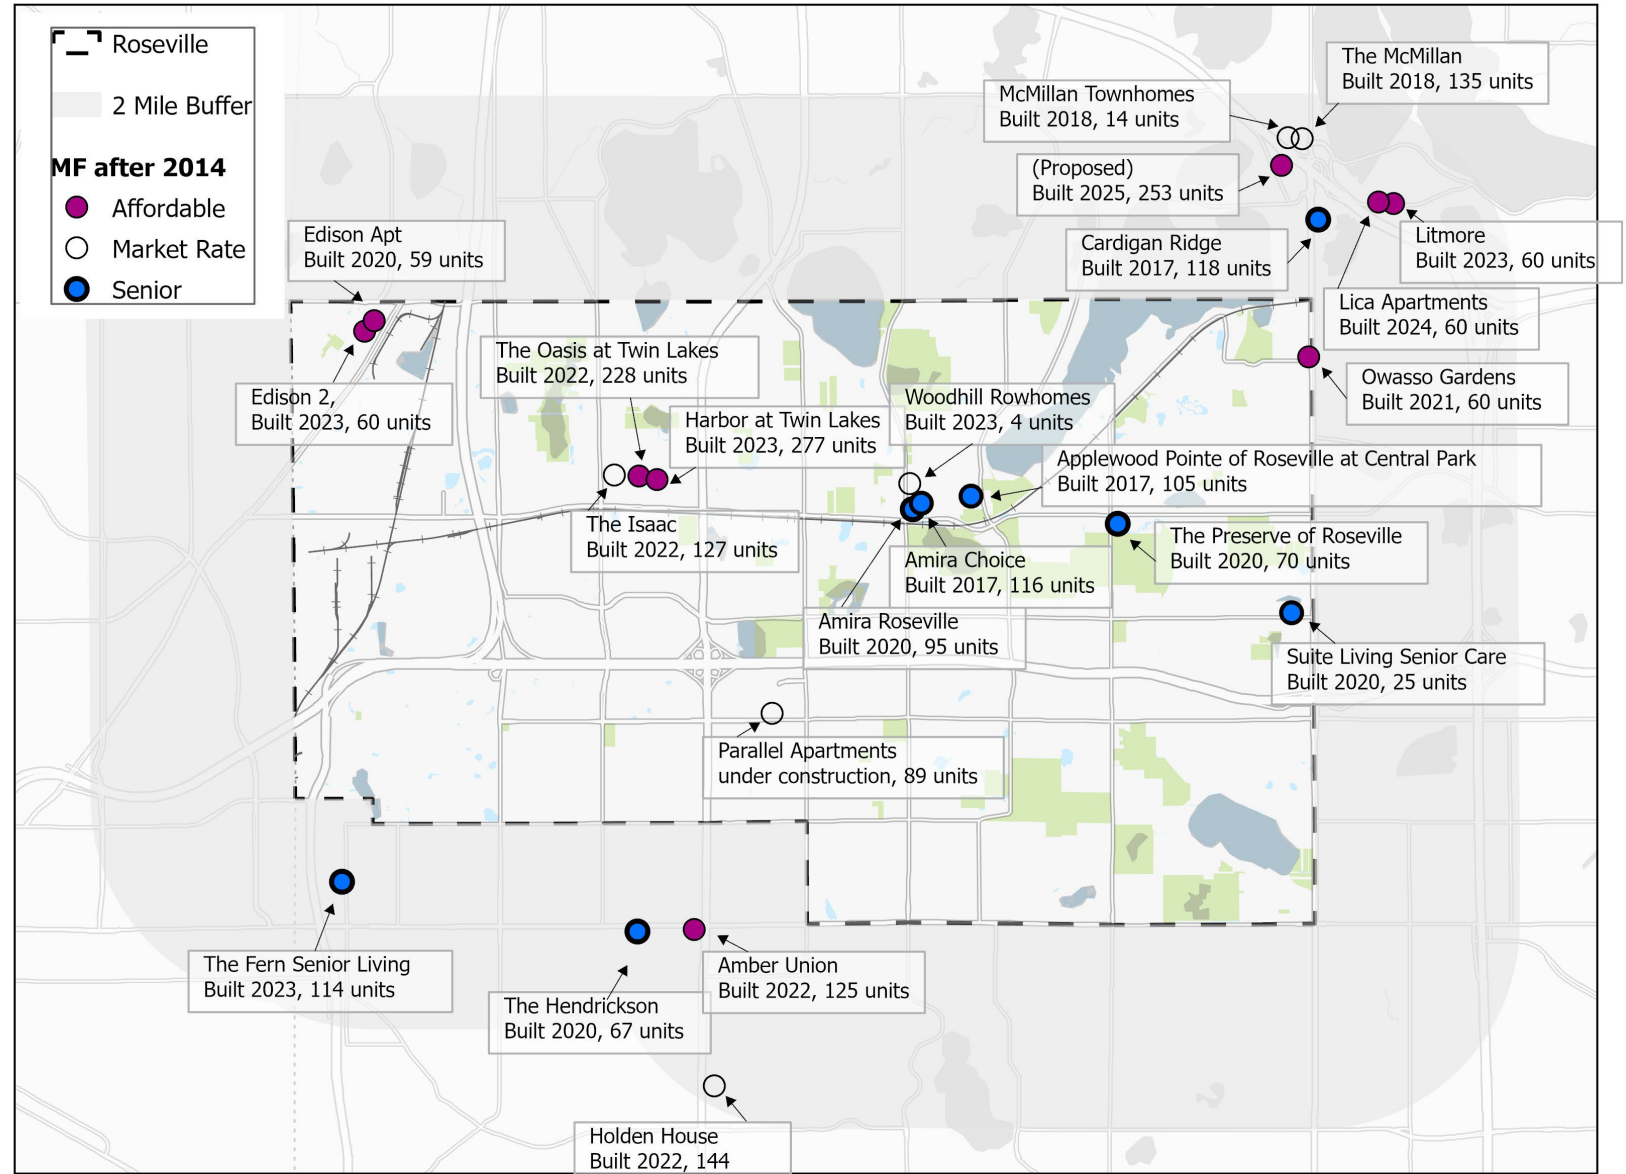 Roseville
2 Mile Buffer
MF after 2014
Affordable
Market Rate
Senior
The McMillan
Built 2018, 135 units
McMillan Townhomes
Built 2018, 14 units
(Proposed)
Built 2025, 253 units
Edison Apt
Built 2020, 59 units
Cardigan Ridge
Built 2017, 118 units
Litmore
Built 2023, 60 units
Lica Apartments
Built 2024, 60 units
The Oasis at Twin Lakes
Built 2022, 228 units
Owasso Gardens
Built 2021, 60 units
Edison 2,
Built 2023, 60 units
Woodhill Rowhomes
Built 2023, 4 units
Harbor at Twin Lakes
Built 2023, 277 units
Applewood Pointe of Roseville at Central Park
Built 2017, 105 units
The Isaac
Built 2022, 127 units
The Preserve of Roseville
Built 2020, 70 units
Amira Choice
Built 2017, 116 units
Amira Roseville
Built 2020, 95 units
Suite Living Senior Care
Built 2020, 25 units
Parallel Apartments
under construction, 89 units
The Fern Senior Living
Built 2023, 114 units
Amber Union
Built 2022, 125 units
The Hendrickson
Built 2020, 67 units
Holden House
Built 2022, 144